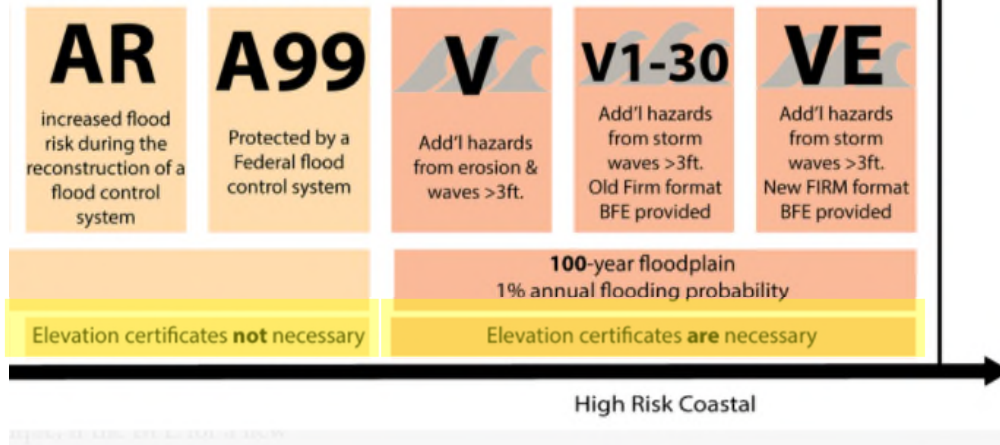 AR
increased flood
risk during the
reconstruction of a
flood control
system
A99
Protected by a
Federal flood
control system
V
Add'l hazards
from erosion &
waves >3ft.
V1-30
Add'l hazards
from storm
waves >3ft.
Old Firm format
BFE provided
VE
Add'l hazards
from storm
waves >3ft.
New FIRM format
BFE provided
100-year floodplain
1% annual flooding probability
Elevation certificates not necessary
Elevation certificates are necessary
High Risk Coastal